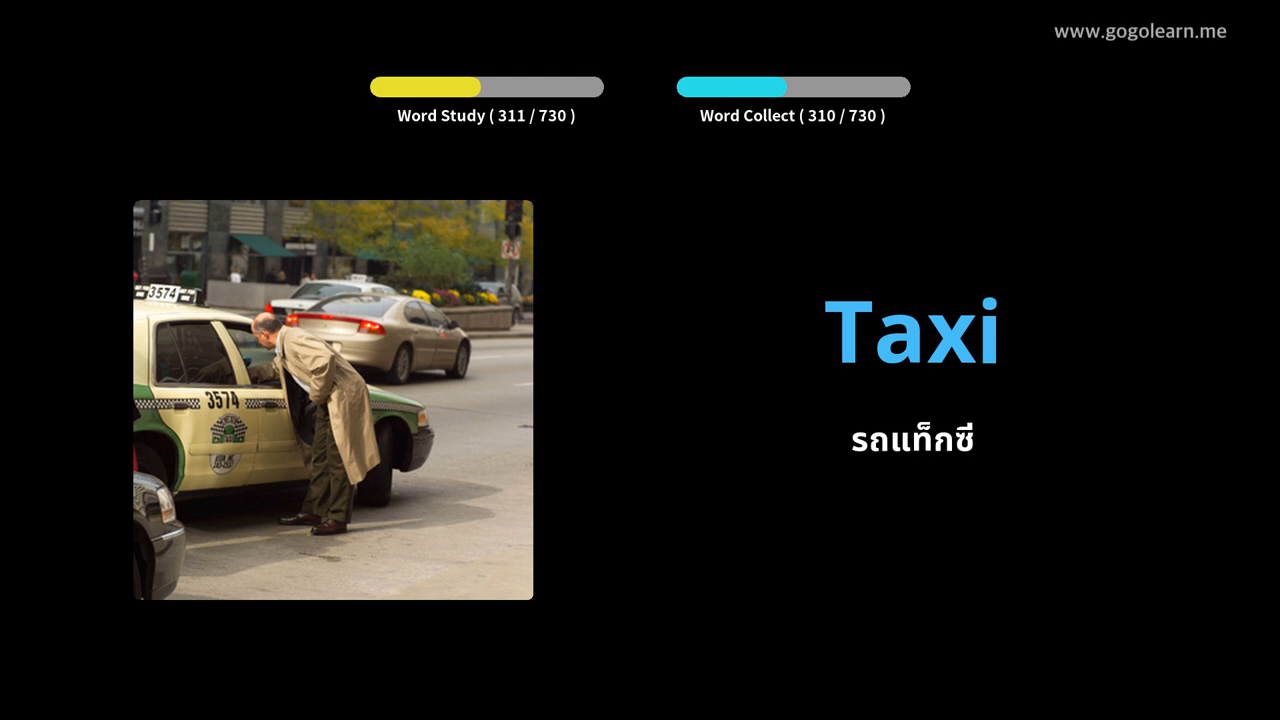 www.gogolearn.me
Word Study ( 311 / 730 )
Word Collect ( 310 / 730 )
3574
3574
Taxi
รถแท็กซี